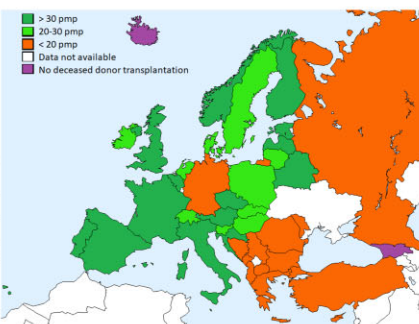 > 30 pmp
20-30 pmp
< 20 pmp
Data not available
No deceased donor transplantation